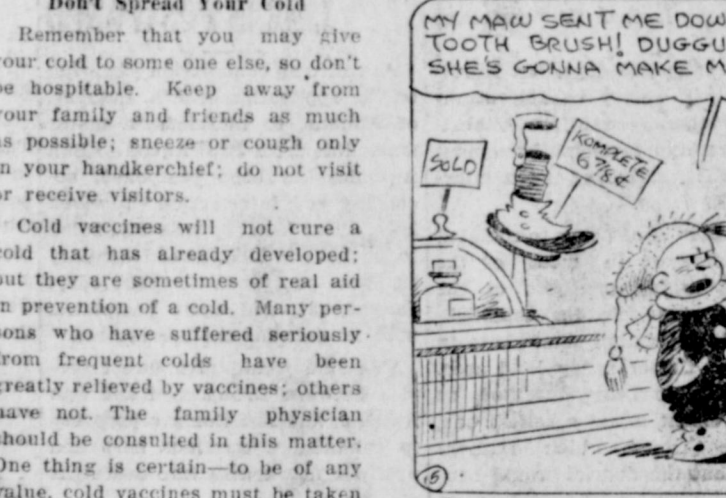 Don't Spread Your Cold
Remember that you may give
our cold to some one else, so don't
be hospitable. Keep away from
our family and friends as much
as possible; sneeze or cough only
n your handkerchief; do not visit
or receive visitors.
Cold vaccines will not cure a
cold that has already developed;
but they are sometimes of real aid
n prevention of a cold. Many per-
sons who have suffered seriously
from frequent colds have been
greatly relieved by vaccines; others
have not. The family physician
should be consulted in this matter.
One thing is certain—to be of any
value, cold vaccines must be taken
MY MAW SENT ME DOW
TOOTH BRUSH! DUGGU
SHE'S GONNA MAKE M
SOLD
KOMPLETE
6 7/8 ¢
15